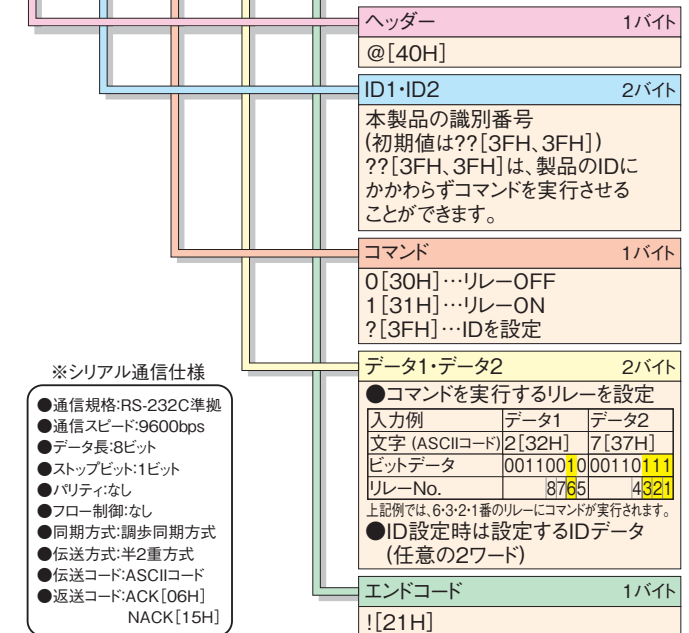 ヘッダー 1バイト
@[40H]
ID1・ID2 2バイト
本製品の識別番号
(初期値は??[3FH、3FH])
??[3FH、3FH]は、製品のIDに
かかわらずコマンドを実行させる
ことができます。
コマンド 1バイト
0[30H]…リレーOFF
1[31H]…リレーON
?[3FH]…IDを設定
データ1・データ2 2バイト
●コマンドを実行するリレーを設定
入力例 データ1 データ2
文字 (ASCIIコード) 2[32H] 7[37H]
ビットデータ 00110010 00110111
リレーNo. 8765 4321
上記例では、6・3・2・1番のリレーにコマンドが実行されます。
●ID設定時は設定するIDデータ
(任意の2ワード)
エンドコード 1バイト
![21H]
※シリアル通信仕様
●通信規格:RS-232C準拠
●通信スピード:9600bps
●データ長:8ビット
●ストップビット:1ビット
●パリティ:なし
●フロー制御:なし
●同期方式:調歩同期方式
●伝送方式:半2重方式
●伝送コード:ASCIIコード
●返送コード:ACK[06H]
NACK[15H]